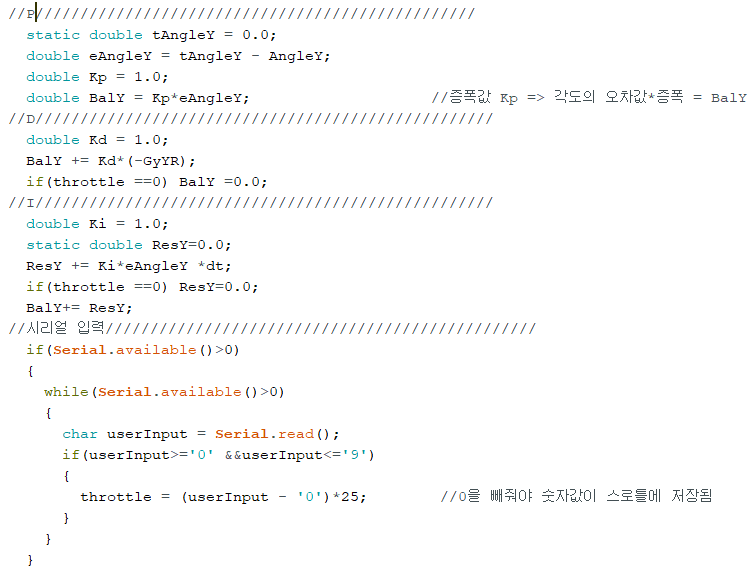 //P/////////////////////////////////////////////////
static double tAngleY = 0.0;
double eAngleY = tAngleY - AngleY;
double Kp = 1.0;
double BalY = Kp*eAngleY; //증폭값 Kp => 각도의 오차값*증폭 = BalY
//D///////////////////////////////////////////////////
double Kd = 1.0;
BalY += Kd*(-GyYR);
if(throttle ==0) BalY =0.0;
//I///////////////////////////////////////////////////
double Ki = 1.0;
static double ResY=0.0;
ResY += Ki*eAngleY *dt;
if(throttle ==0) ResY=0.0;
BalY+= ResY;
//시리얼 입력////////////////////////////////////////////////
if(Serial.available()>0)
{
while(Serial.available()>0)
{
char userInput = Serial.read();
if(userInput>='0' &&userInput<='9')
{
throttle = (userInput - '0')*25; //0을 빼줘야 숫자값이 스로틀에 저장됨
}
}
}